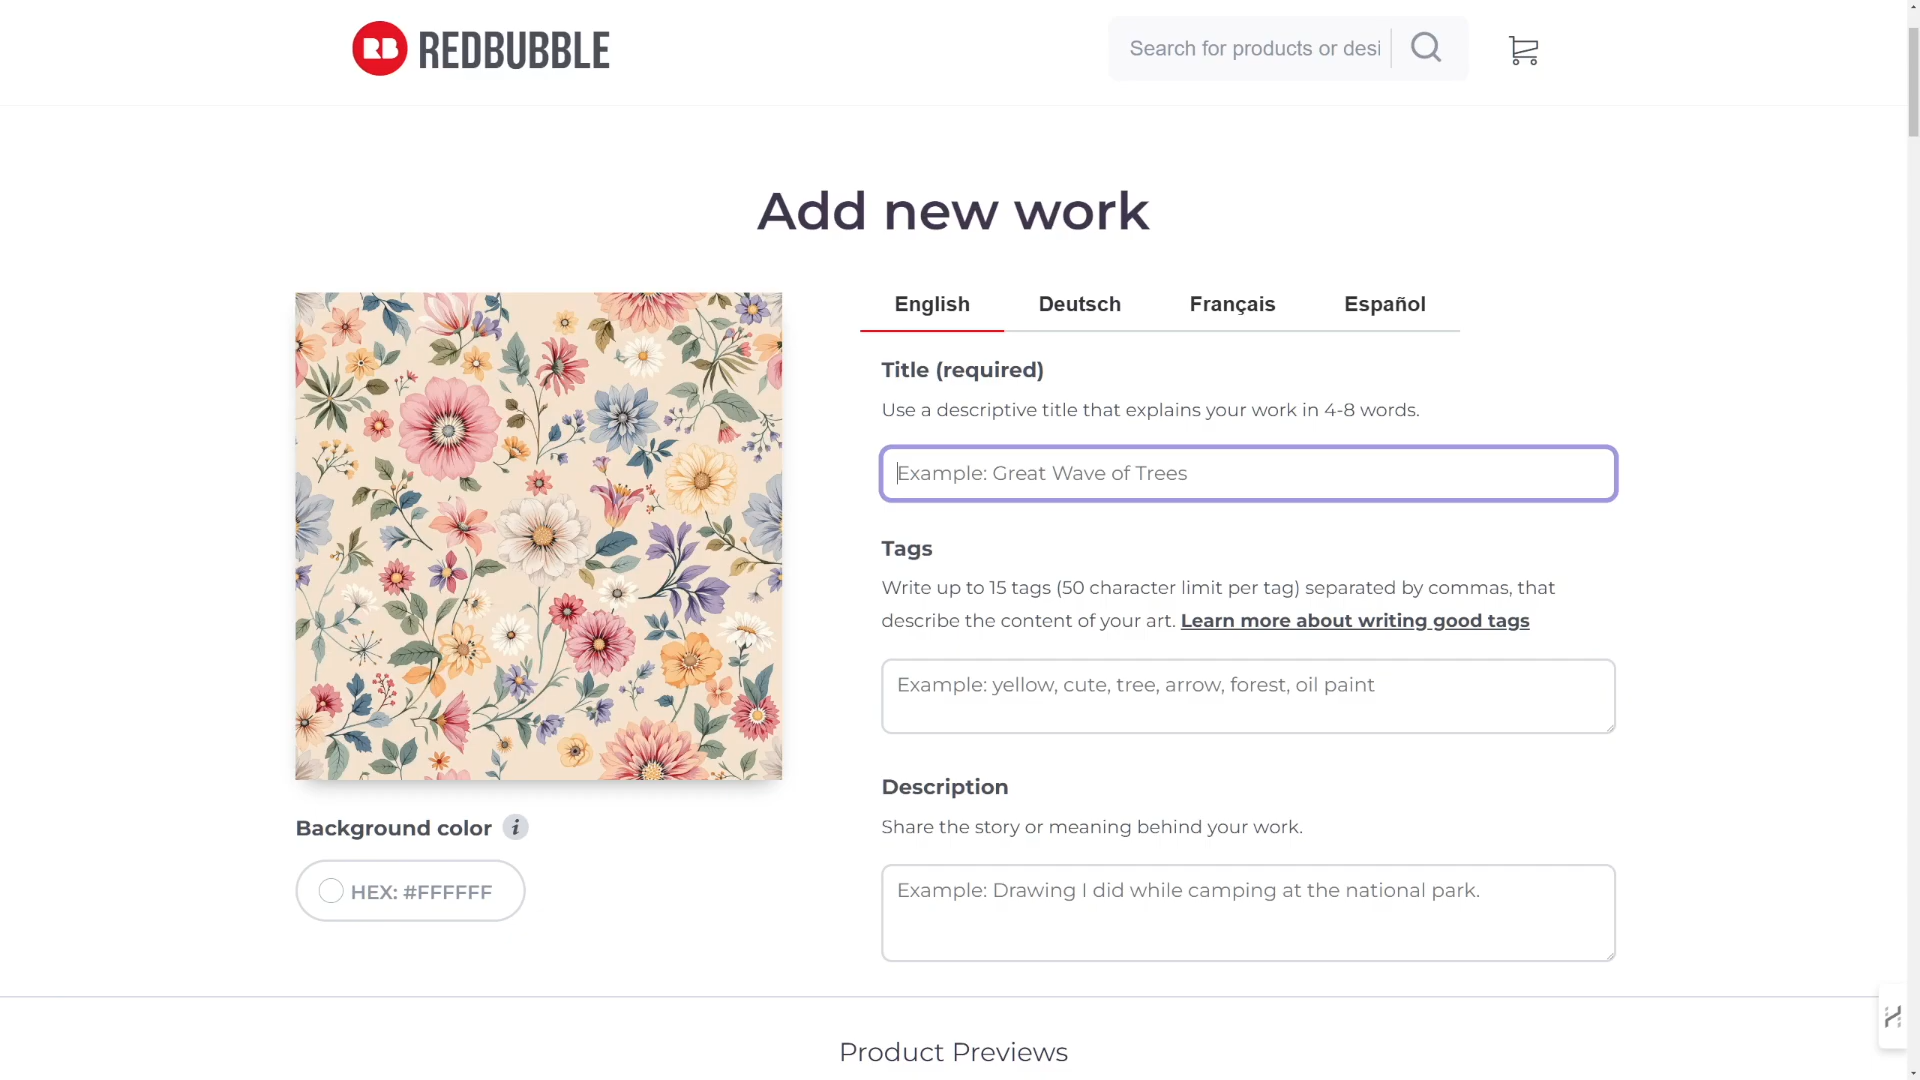 RB REDBUBBLE
Search for products or desi
Add new work
English Deutsch Français Español
Title (required)
Use a descriptive title that explains your work in 4-8 words.
Example: Great Wave of Trees
Tags
Write up to 15 tags (50 character limit per tag) separated by commas, that
describe the content of your art. Learn more about writing good tags
Example: yellow, cute, tree, arrow, forest, oil paint
Description
Share the story or meaning behind your work.
Example: Drawing I did while camping at the national park.
Background color i
HEX: #FFFFFF
Product Previews